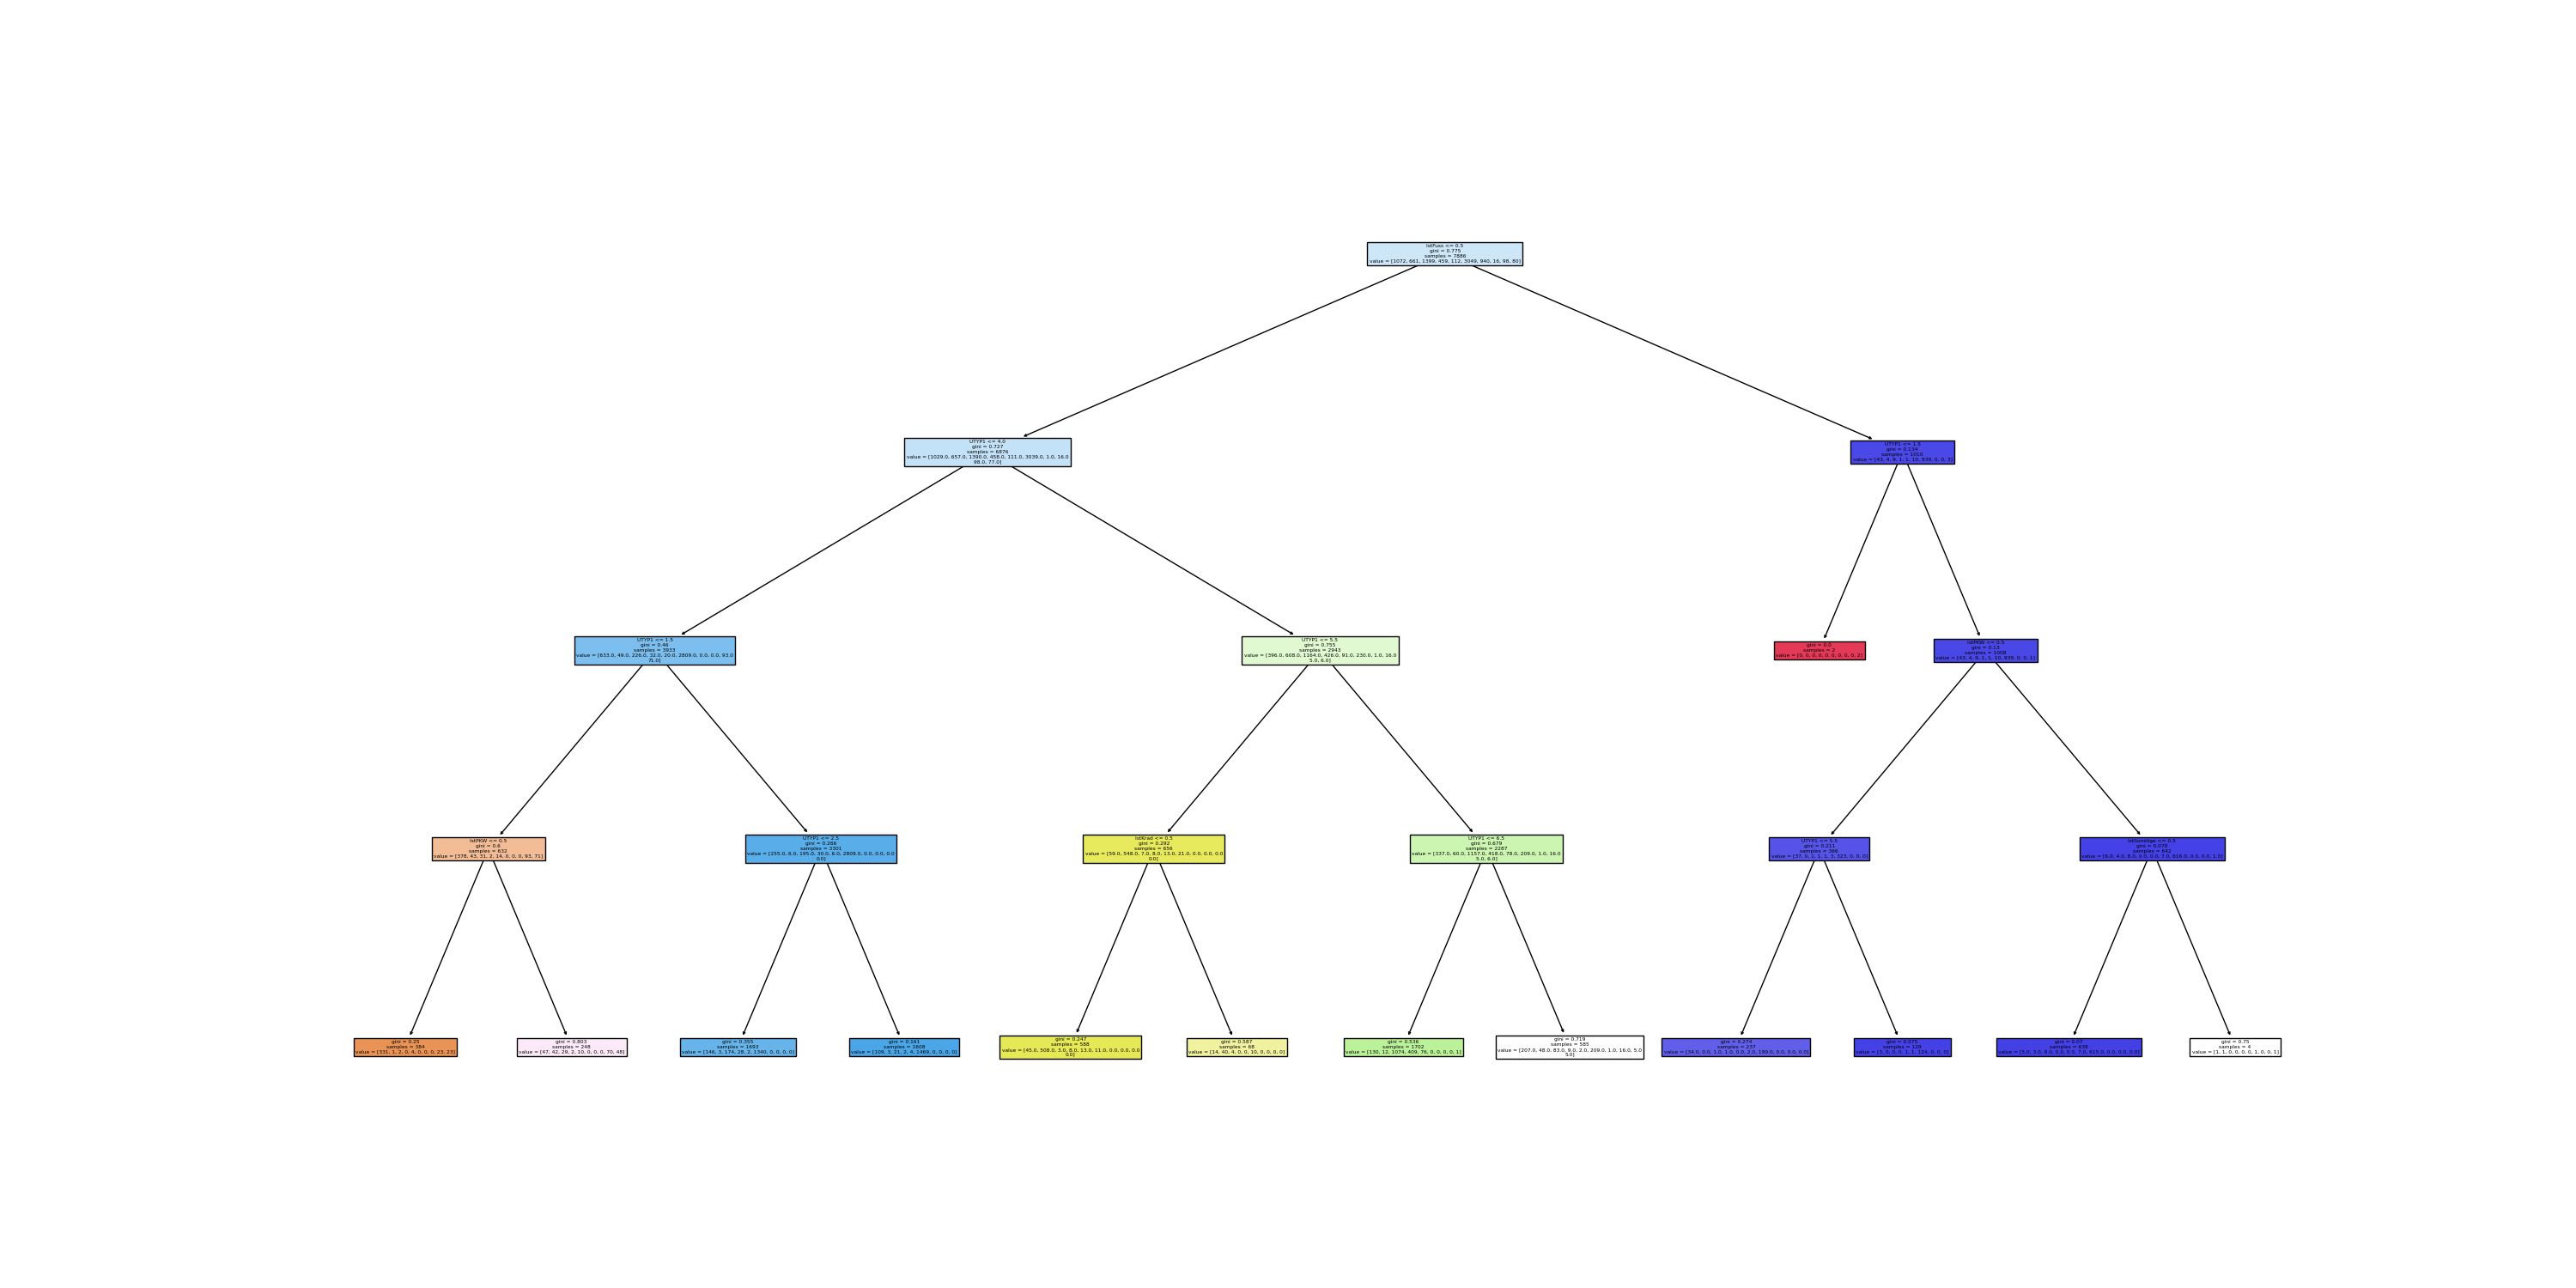 IstFuss <= 0.5
gini = 0.775
samples = 7886
value = [1072, 661, 1399, 459, 112, 3049, 940, 16, 98, 80]
UTYP1 <= 4.0
gini = 0.727
samples = 6876
value = [1029.0, 657.0, 1390.0, 458.0, 111.0, 3039.0, 1.0, 16.0
98.0, 77.0]
UTYP1 <= 1.5
gini = 0.134
samples = 1010
value = [43, 4, 9, 1, 1, 10, 939, 0, 0, 3]
UTYP1 <= 1.5
gini = 0.46
samples = 3933
value = [633.0, 49.0, 226.0, 32.0, 20.0, 2809.0, 0.0, 0.0, 93.0
71.0]
UTYP1 <= 5.5
gini = 0.755
samples = 2943
value = [396.0, 608.0, 1164.0, 426.0, 91.0, 230.0, 1.0, 16.0
5.0, 6.0]
gini = 0.0
samples = 2
value = [0, 0, 0, 0, 0, 0, 0, 0, 0, 2]
IstPKW <= 0.5
gini = 0.13
samples = 1008
value = [43, 4, 9, 1, 1, 10, 939, 0, 0, 1]
IstPKW <= 0.5
gini = 0.6
samples = 632
value = [378, 43, 31, 2, 14, 0, 0, 0, 93, 71]
UTYP1 <= 2.5
gini = 0.266
samples = 3301
value = [255.0, 6.0, 195.0, 30.0, 6.0, 2809.0, 0.0, 0.0, 0.0
0.0]
IstKrad <= 0.5
gini = 0.292
samples = 656
value = [59.0, 548.0, 7.0, 8.0, 13.0, 21.0, 0.0, 0.0, 0.0
0.0]
UTYP1 <= 6.5
gini = 0.679
samples = 2287
value = [337.0, 60.0, 1157.0, 418.0, 78.0, 209.0, 1.0, 16.0
5.0, 6.0]
gini = 0.211
samples = 366
value = [37, 0, 1, 1, 1, 3, 323, 0, 0, 0]
IstSonstige <= 0.5
gini = 0.079
samples = 642
value = [6.0, 4.0, 8.0, 0.0, 0.0, 7.0, 616.0, 0.0, 0.0, 1.0]
gini = 0.25
samples = 384
value = [331, 1, 2, 0, 4, 0, 0, 0, 23, 23]
gini = 0.803
samples = 248
value = [47, 42, 29, 2, 10, 0, 0, 0, 70, 48]
gini = 0.355
samples = 1693
value = [146, 3, 174, 28, 2, 1340, 0, 0, 0, 0]
gini = 0.161
samples = 1608
value = [109, 3, 21, 2, 4, 1469, 0, 0, 0, 0]
gini = 0.247
samples = 588
value = [45.0, 508.0, 3.0, 8.0, 13.0, 11.0, 0.0, 0.0, 0.0
0.0]
gini = 0.587
samples = 68
value = [14, 40, 4, 0, 0, 10, 0, 0, 0, 0]
gini = 0.536
samples = 1702
value = [130, 12, 1074, 409, 76, 0, 0, 0, 0, 1]
gini = 0.719
samples = 585
value = [207.0, 48.0, 83.0, 9.0, 2.0, 209.0, 1.0, 16.0, 5.0
5.0]
gini = 0.274
samples = 237
value = [34.0, 0.0, 1.0, 1.0, 0.0, 2.0, 199.0, 0.0, 0.0, 0.0]
gini = 0.075
samples = 129
value = [3, 0, 0, 0, 1, 1, 124, 0, 0, 0]
gini = 0.07
samples = 638
value = [5.0, 3.0, 8.0, 0.0, 0.0, 7.0, 615.0, 0.0, 0.0, 0.0]
gini = 0.75
samples = 4
value = [1, 1, 0, 0, 0, 0, 1, 0, 0, 1]